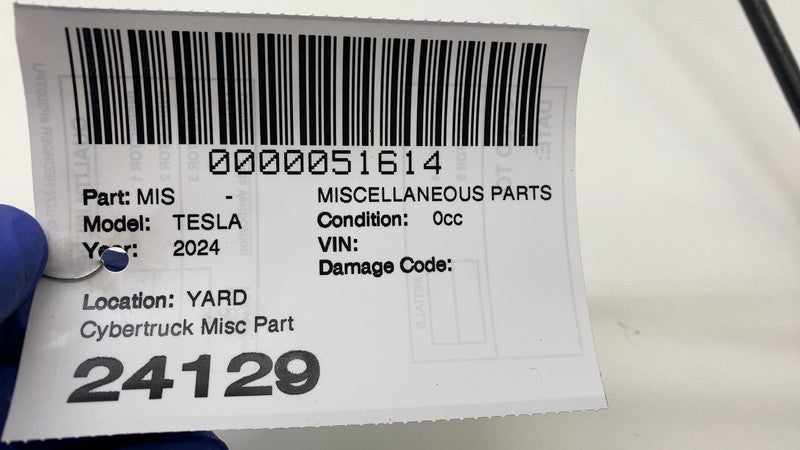 0000051614
Part: MIS - MISCELLANEOUS PARTS
Model: TESLA Condition: 0cc
Year: 2024 VIN:
Damage Code:
Location: YARD
Cybertruck Misc Part
24129